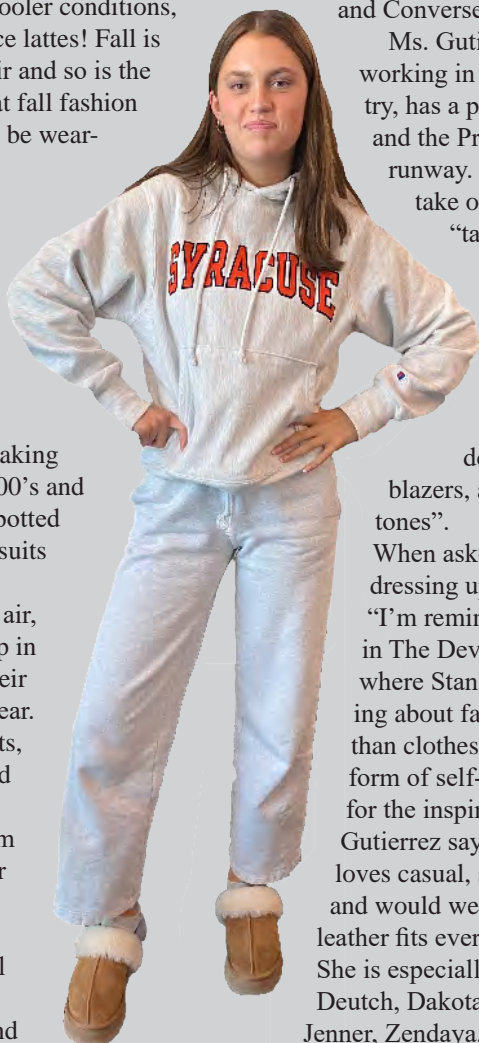 ooler conditions,
ce lattes! Fall is
ir and so is the
at fall fashion
be wear-
aking
00's and
potted
suits
air,
p in
eir
ear.
ts,
d
m
r
l
nd
SYRACUSE
and Converse
Ms. Guti
working in
try, has a p
and the Pr
runway.
take o
“ta
de
blazers, a
tones”.
When aske
dressing up
“I’m remin
in The Dev
where Stan
ing about fa
than clothes
form of self-
for the inspir
Gutierrez say
loves casual, s
and would we
leather fits ever
She is especiall
Deutch, Dakota
Jenner, Zendaya,